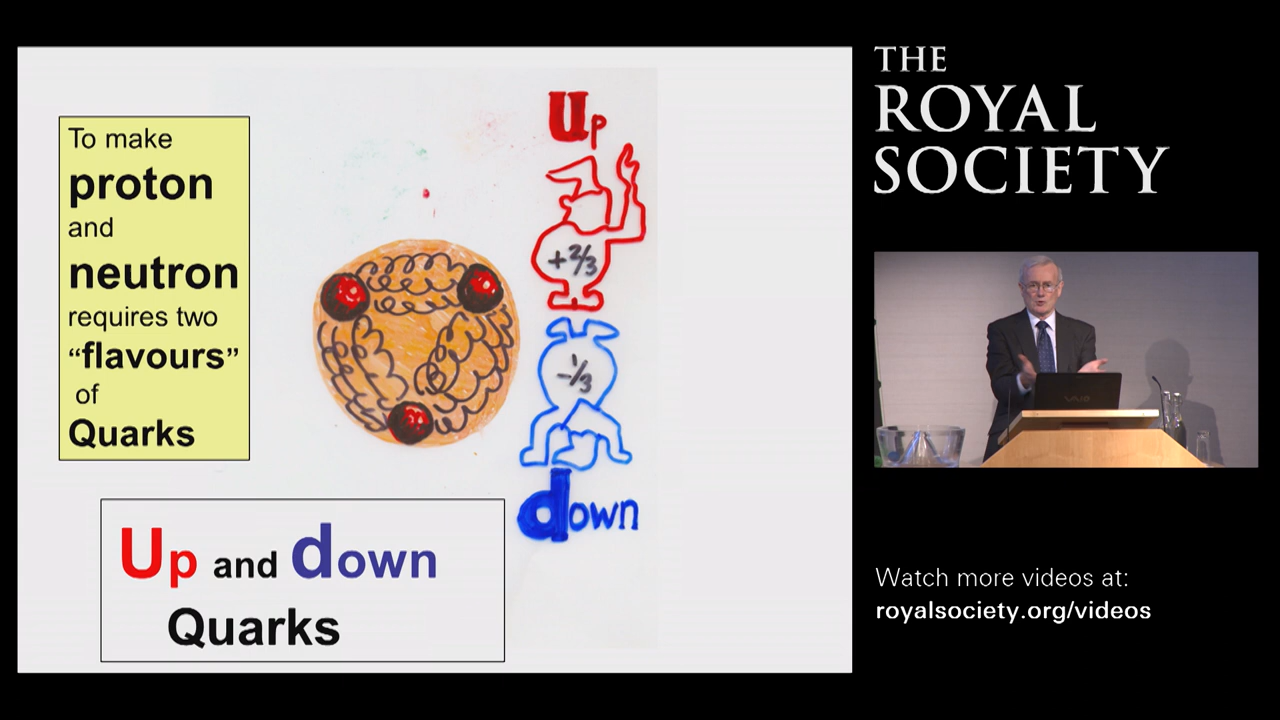 To make
proton
and
neutron
requires two
“flavours”
of
Quarks
Up
+2/3
-1/3
down
Up and down
Quarks
THE
ROYAL
SOCIETY
VAIO
Watch more videos at:
royalsociety.org/videos